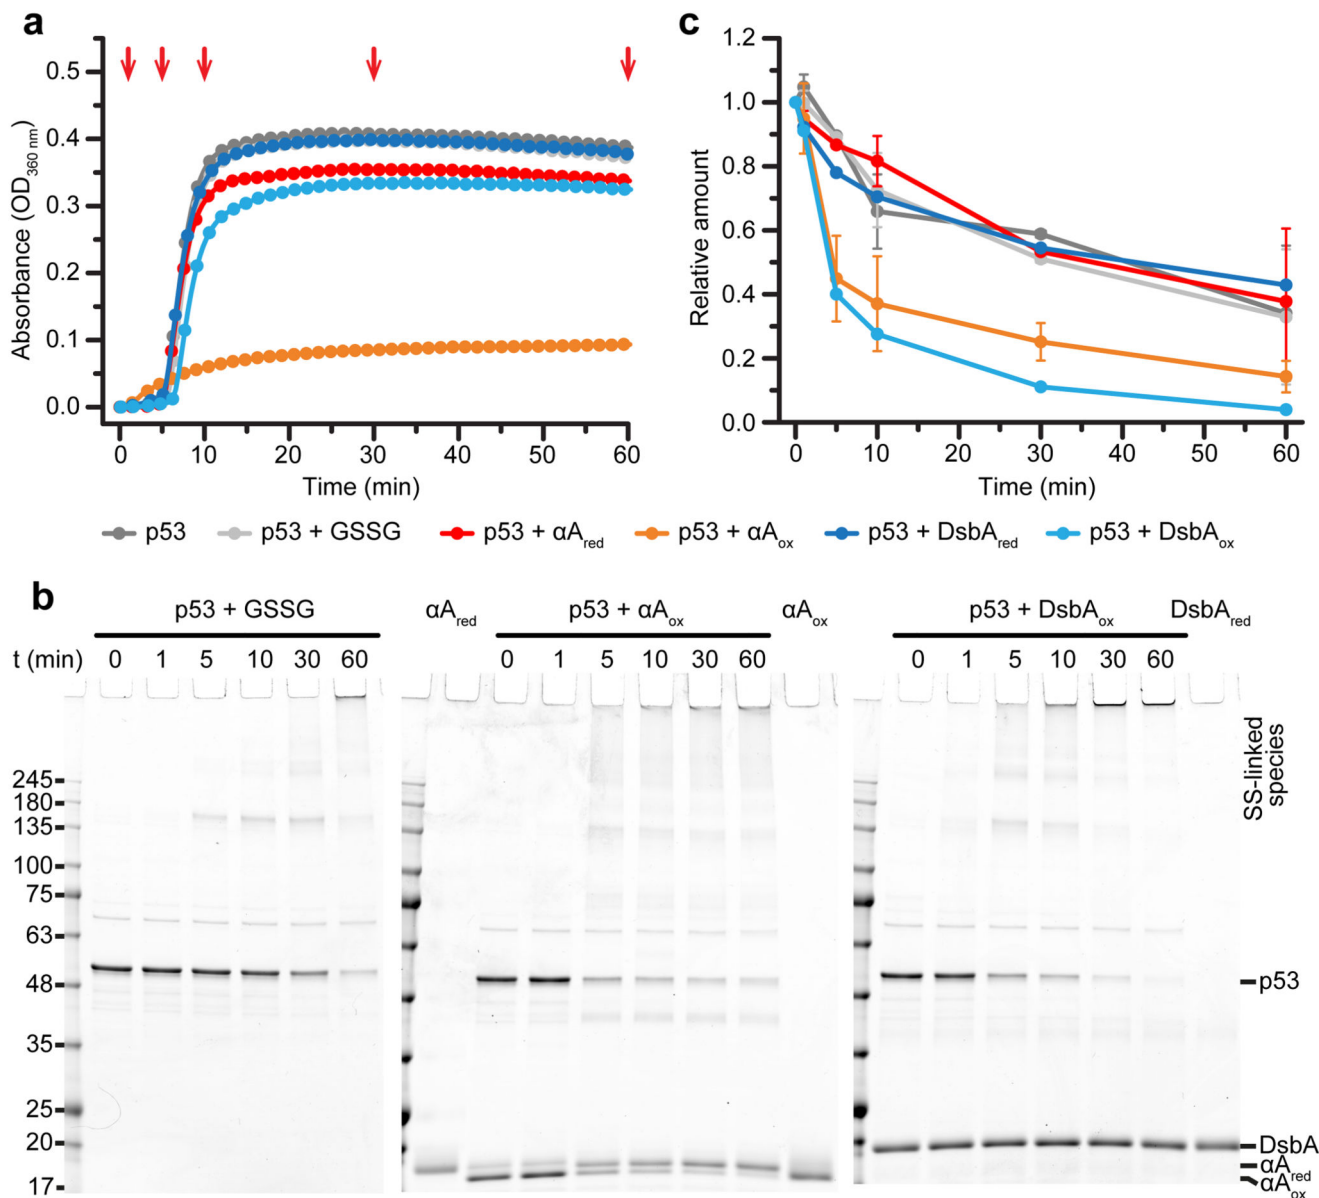 a
0.5
0.4
0.3
0.2
0.1
0.0
Absorbance (OD360 nm)
0 10 20 30 40 50 60
Time (min)
c
1.2
1.0
0.8
0.6
0.4
0.2
0.0
Relative amount
0 10 20 30 40 50 60
Time (min)
p53 p53 + GSSG p53 + αAred p53 + αAox p53 + DsbAred p53 + DsbAox
b
p53 + GSSG αAred p53 + αAox αAox p53 + DsbAox DsbAred
t (min) 0 1 5 10 30 60 0 1 5 10 30 60 0 1 5 10 30 60
245
180
135
100
75
63
48
35
25
20
17
SS-linked
species
p53
DsbA
αAred
αAox